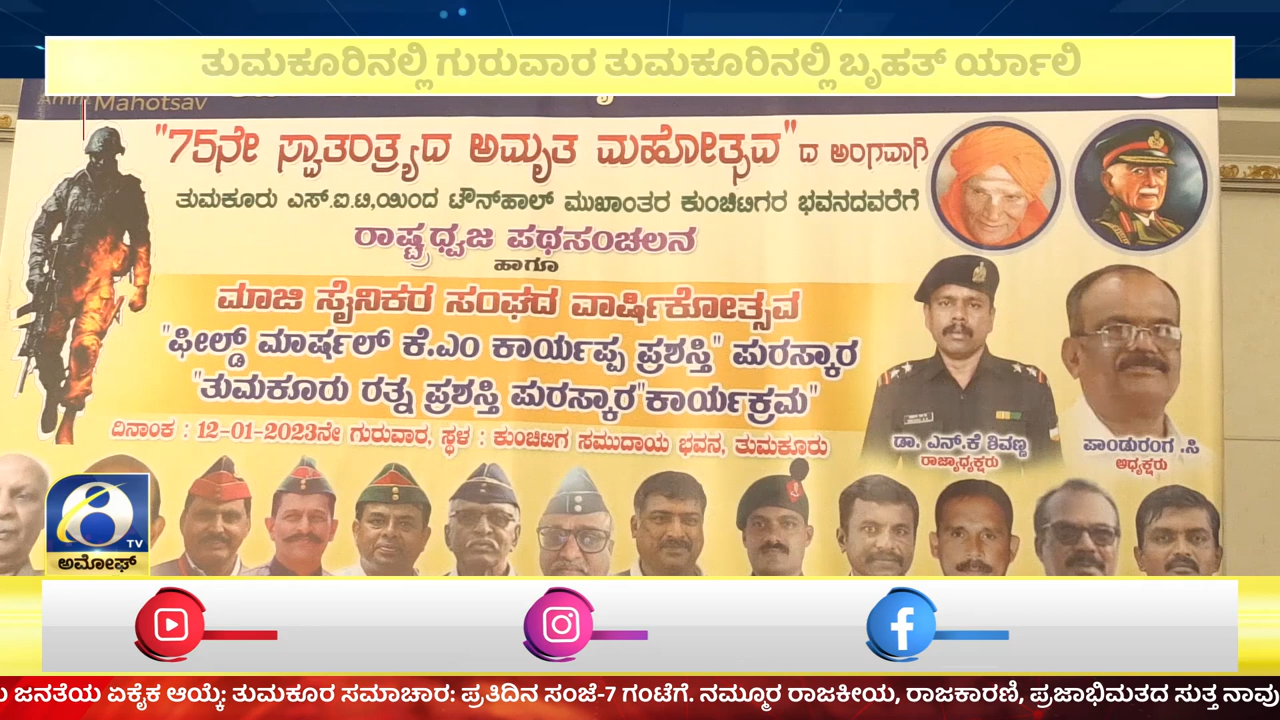 ತುಮಕೂರಿನಲ್ಲಿ ಗುರುವಾರ ತುಮಕೂರಿನಲ್ಲಿ ಬೃಹತ್ ರ್ಯಾಲಿ
Amrit Mahotsav
"75ನೇ ಸ್ವಾತಂತ್ರ್ಯದ ಅಮೃತ ಮಹೋತ್ಸವ" ದ ಅಂಗವಾಗಿ
ತುಮಕೂರು ಎಸ್.ಐ.ಟಿ,ಯಿಂದ ಟೌನ್‌ಹಾಲ್ ಮುಖಾಂತರ ಕುಂಚಿಟಿಗರ ಭವನದವರೆಗೆ
ರಾಷ್ಟ್ರಧ್ವಜ ಪಥಸಂಚಲನ
ಹಾಗೂ
ಮಾಜಿ ಸೈನಿಕರ ಸಂಘದ ವಾರ್ಷಿಕೋತ್ಸವ
"ಫೀಲ್ಡ್ ಮಾರ್ಷಲ್ ಕೆ.ಎಂ ಕಾರ್ಯಪ್ಪ ಪ್ರಶಸ್ತಿ" ಪುರಸ್ಕಾರ
"ತುಮಕೂರು ರತ್ನ ಪ್ರಶಸ್ತಿ ಪುರಸ್ಕಾರ"ಕಾರ್ಯಕ್ರಮ"
ದಿನಾಂಕ : 12-01-2023ನೇ ಗುರುವಾರ, ಸ್ಥಳ : ಕುಂಚಿಟಿಗ ಸಮುದಾಯ ಭವನ, ತುಮಕೂರು
ಡಾ. ಎನ್.ಕೆ ಶಿವಣ್ಣ
ರಾಜ್ಯಾಧ್ಯಕ್ಷರು
ಪಾಂಡುರಂಗ .ಸಿ
ಅಧ್ಯಕ್ಷರು
TV
ಅಮೋಘ್
ಜನತೆಯ ಏಕೈಕ ಆಯ್ಕೆ: ತುಮಕೂರ ಸಮಾಚಾರ: ಪ್ರತಿದಿನ ಸಂಜೆ-7 ಗಂಟೆಗೆ. ನಮ್ಮೂರ ರಾಜಕೀಯ, ರಾಜಕಾರಣಿ, ಪ್ರಜಾಭಿಮತದ ಸುತ್ತ ನಾವು